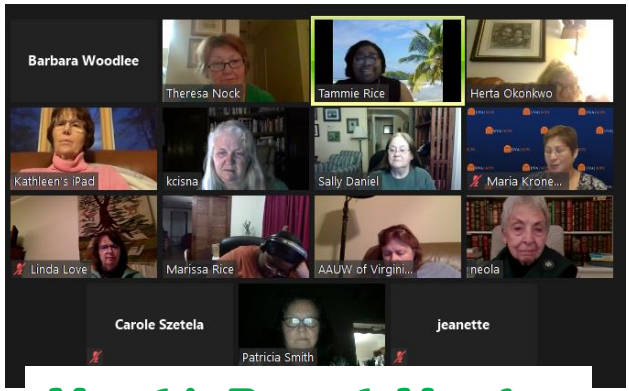 Barbara Woodlee
Theresa Nock
Tammie Rice
Herta Okonkwo
Kathleen's iPad
kcisna
Sally Daniel
Maria Krone...
Linda Love
Marissa Rice
AAUW of Virgini...
neola
Carole Szetela
Patricia Smith
jeanette